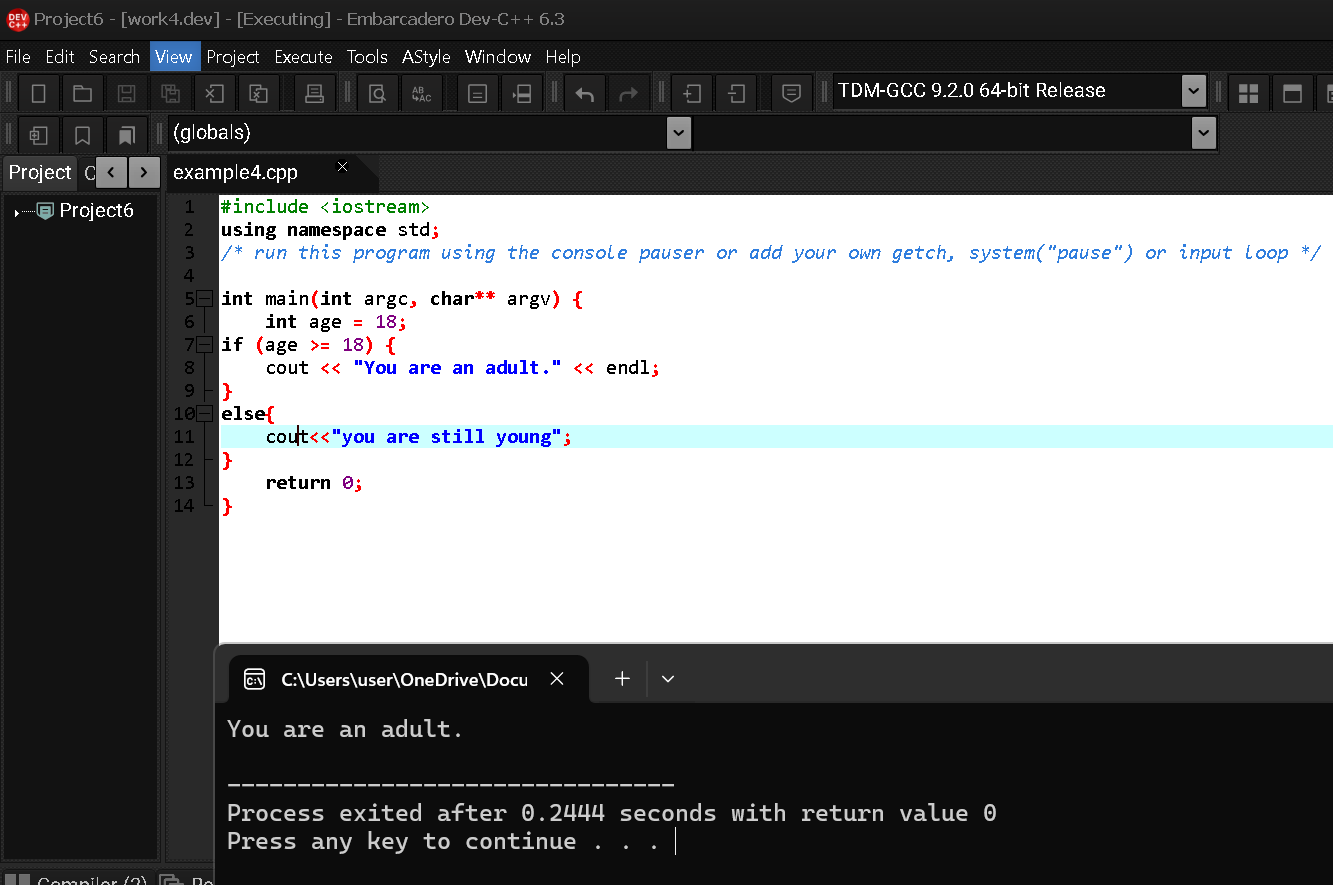 DEV C++ Project6 - [work4.dev] - [Executing] - Embarcadero Dev-C++ 6.3
File Edit Search View Project Execute Tools AStyle Window Help
AB AC TDM-GCC 9.2.0 64-bit Release
(globals)
Project C example4.cpp
Project6
1 #include <iostream>
2 using namespace std;
3 /* run this program using the console pauser or add your own getch, system("pause") or input loop */
4
5 int main(int argc, char** argv) {
6 int age = 18;
7 if (age >= 18) {
8 cout << "You are an adult." << endl;
9 }
10 else{
11 cout<<"you are still young";
12 }
13 return 0;
14 }
C:\Users\user\OneDrive\Docu
You are an adult.
--------------------------------
Process exited after 0.2444 seconds with return value 0
Press any key to continue . . .
Compiler (2)